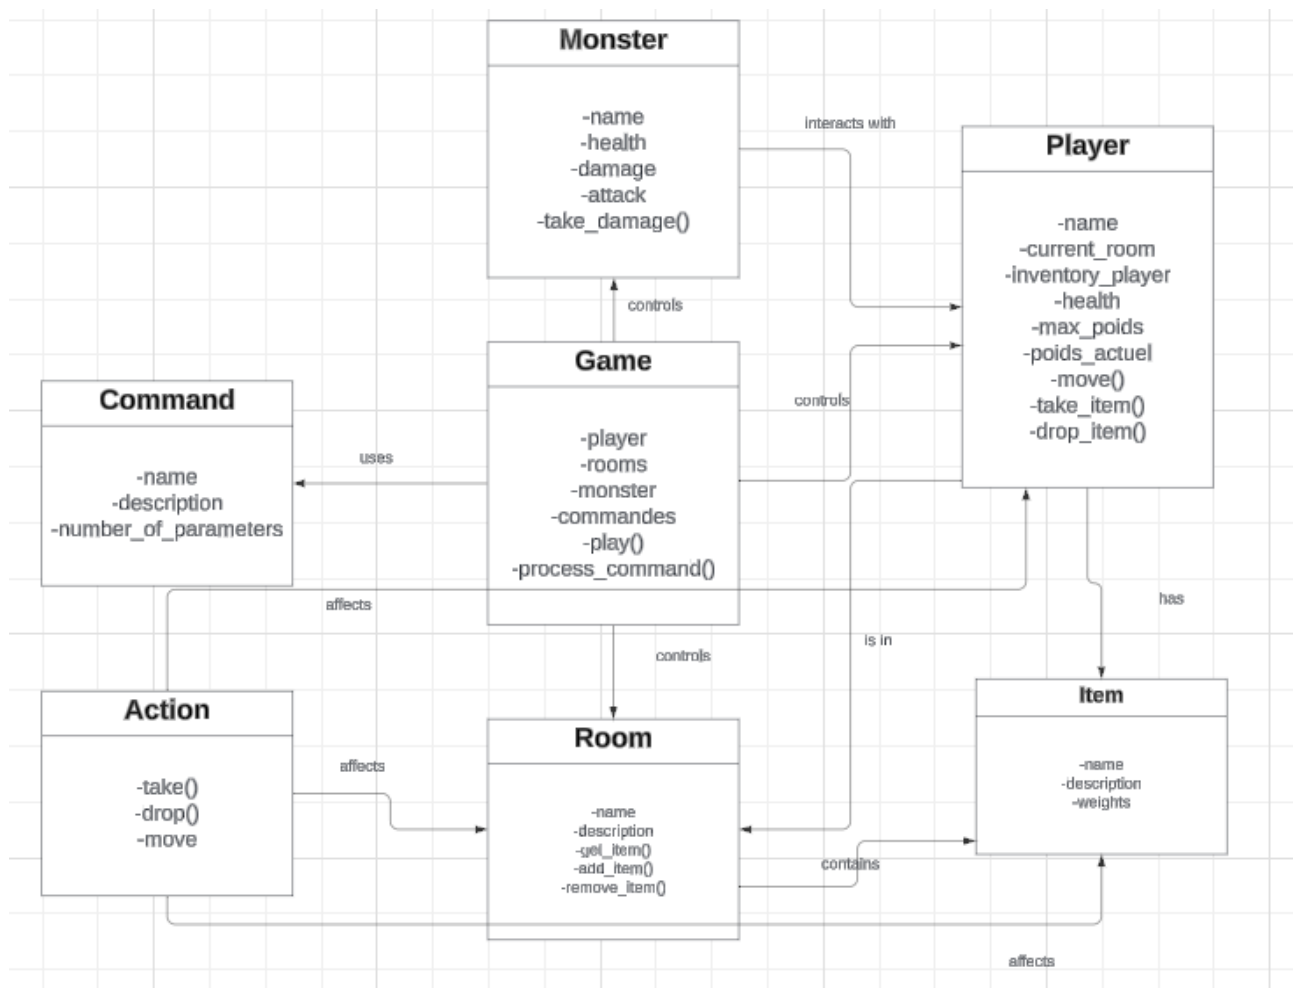 Monster
-name
-health
-damage
-attack
-take_damage()
interacts with
Player
-name
-current_room
-inventory_player
-health
-max_poids
-poids_actuel
-move()
-take_item()
-drop_item()
controls
Game
-player
-rooms
-monster
-commandes
-play()
-process_command()
controls
Command
-name
-description
-number_of_parameters
uses
affects
has
is in
controls
Action
-take()
-drop()
-move
affects
Room
-name
-description
-get_item()
-add_item()
-remove_item()
Item
-name
-description
-weights
contains
affects